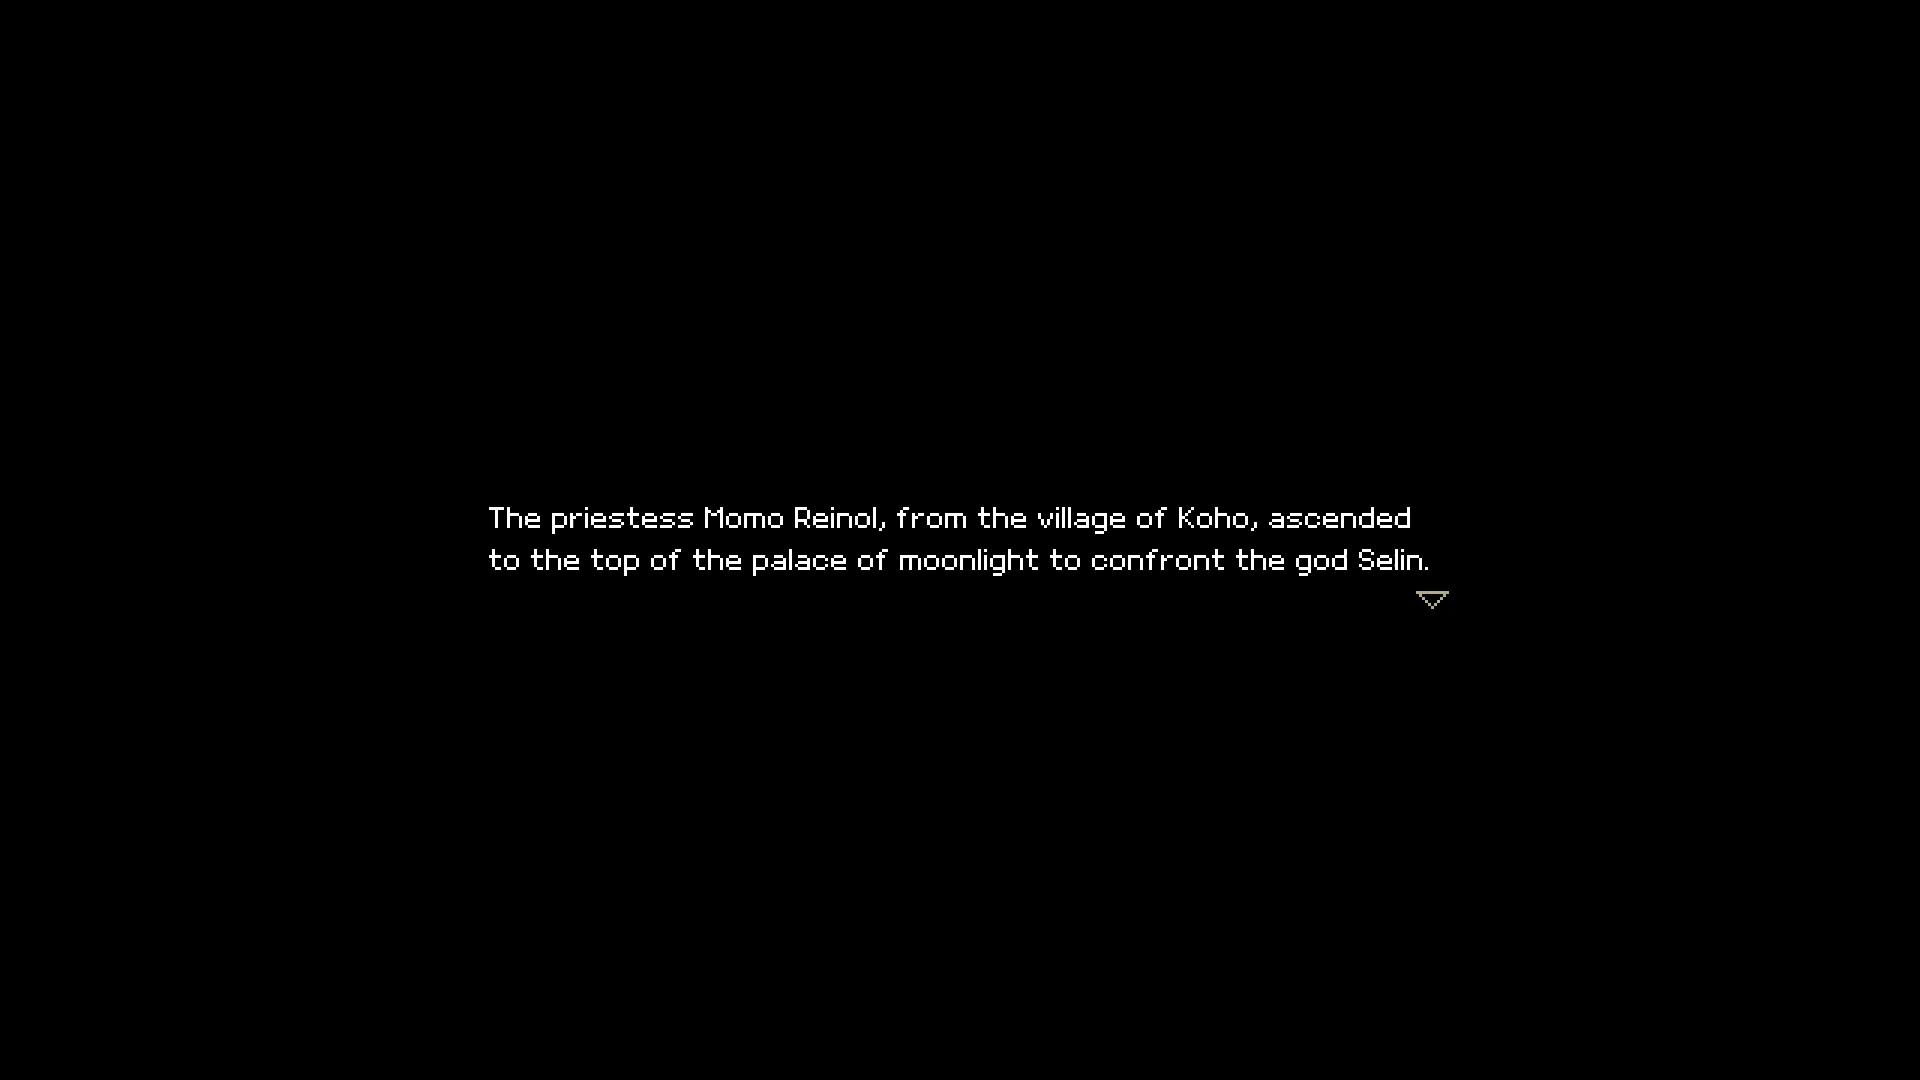 The priestess Momo Reinol, from the village of Koho, ascended
to the top of the palace of moonlight to confront the god Selin.